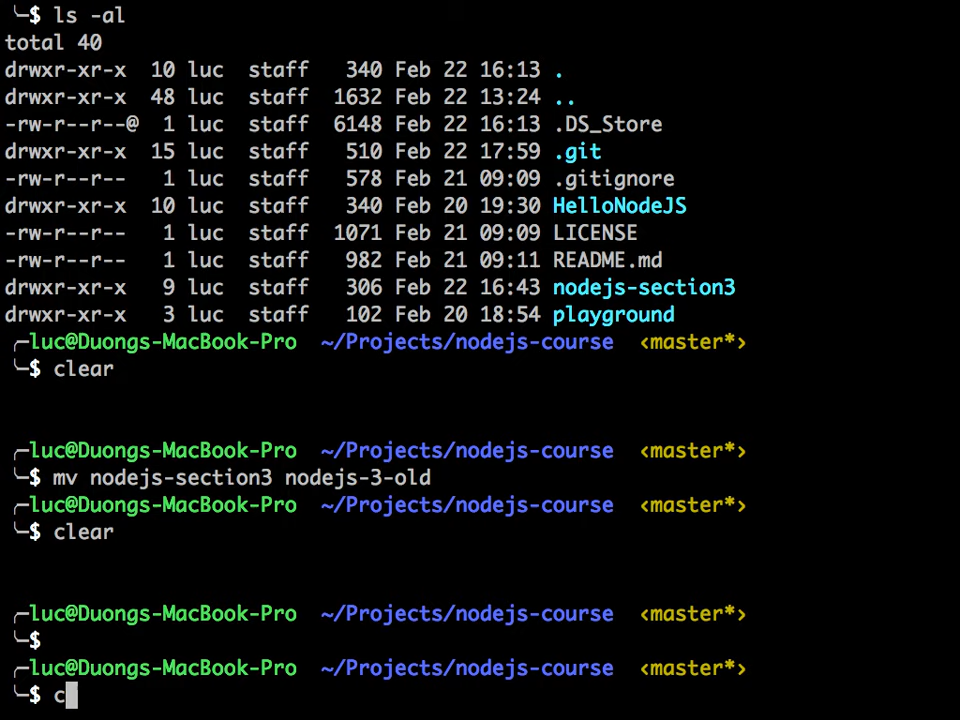 ╰─$ ls -al
total 40
drwxr-xr-x  10 luc  staff   340 Feb 22 16:13 .
drwxr-xr-x  48 luc  staff  1632 Feb 22 13:24 ..
-rw-r--r--@  1 luc  staff  6148 Feb 22 16:13 .DS_Store
drwxr-xr-x  15 luc  staff   510 Feb 22 17:59 .git
-rw-r--r--   1 luc  staff   578 Feb 21 09:09 .gitignore
drwxr-xr-x  10 luc  staff   340 Feb 20 19:30 HelloNodeJS
-rw-r--r--   1 luc  staff  1071 Feb 21 09:09 LICENSE
-rw-r--r--   1 luc  staff   982 Feb 21 09:11 README.md
drwxr-xr-x   9 luc  staff   306 Feb 22 16:43 nodejs-section3
drwxr-xr-x   3 luc  staff   102 Feb 20 18:54 playground
╭─luc@Duongs-MacBook-Pro  ~/Projects/nodejs-course  ‹master*›
╰─$ clear
╭─luc@Duongs-MacBook-Pro  ~/Projects/nodejs-course  ‹master*›
╰─$ mv nodejs-section3 nodejs-3-old
╭─luc@Duongs-MacBook-Pro  ~/Projects/nodejs-course  ‹master*›
╰─$ clear
╭─luc@Duongs-MacBook-Pro  ~/Projects/nodejs-course  ‹master*›
╰─$
╭─luc@Duongs-MacBook-Pro  ~/Projects/nodejs-course  ‹master*›
╰─$ c